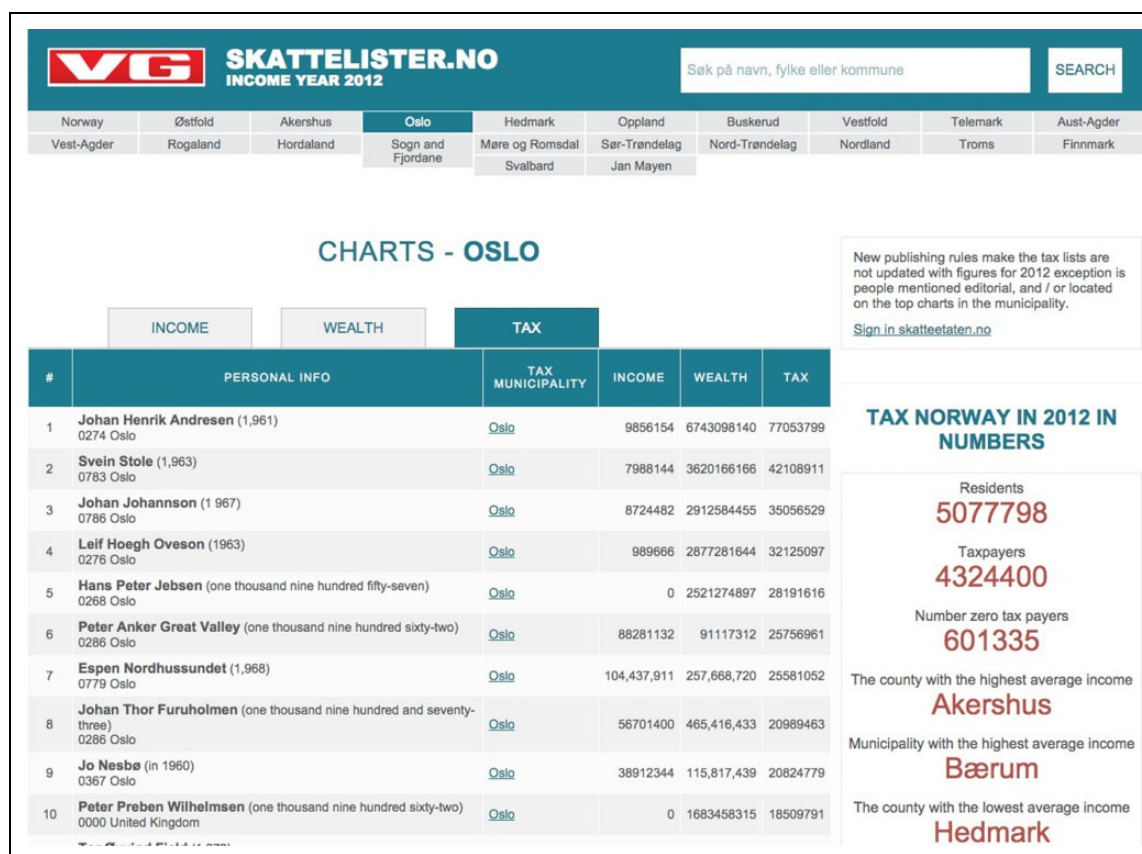 VG
SKATTELISTER.NO
INCOME YEAR 2012
Søk på navn, fylke eller kommune
SEARCH
Norway Østfold Akershus Oslo Hedmark Oppland Buskerud Vestfold Telemark Aust-Agder
Vest-Agder Rogaland Hordaland Sogn and Fjordane Møre og Romsdal Sør-Trøndelag Nord-Trøndelag Nordland Troms Finnmark
Svalbard Jan Mayen
CHARTS - OSLO
INCOME WEALTH TAX
# PERSONAL INFO TAX MUNICIPALITY INCOME WEALTH TAX
1 Johan Henrik Andresen (1,961) Oslo 9856154 6743098140 77053799
0274 Oslo
2 Svein Stole (1,963) Oslo 7988144 3620166166 42108911
0783 Oslo
3 Johan Johannson (1 967) Oslo 8724482 2912584455 35056529
0786 Oslo
4 Leif Hoegh Oveson (1963) Oslo 989666 2877281644 32125097
0276 Oslo
5 Hans Peter Jebsen (one thousand nine hundred fifty-seven) Oslo 0 2521274897 28191616
0268 Oslo
6 Peter Anker Great Valley (one thousand nine hundred sixty-two) Oslo 88281132 91117312 25756961
0286 Oslo
7 Espen Nordhussundet (1,968) Oslo 104,437,911 257,668,720 25581052
0779 Oslo
8 Johan Thor Furuholmen (one thousand nine hundred and seventy-three) Oslo 56701400 465,416,433 20989463
0286 Oslo
9 Jo Nesbø (in 1960) Oslo 38912344 115,817,439 20824779
0367 Oslo
10 Peter Preben Wilhelmsen (one thousand nine hundred sixty-two) Oslo 0 1683458315 18509791
0000 United Kingdom
New publishing rules make the tax lists are
not updated with figures for 2012 exception is
people mentioned editorial, and / or located
on the top charts in the municipality.
Sign in skatteetaten.no
TAX NORWAY IN 2012 IN
NUMBERS
Residents
5077798
Taxpayers
4324400
Number zero tax payers
601335
The county with the highest average income
Akershus
Municipality with the highest average income
Bærum
The county with the lowest average income
Hedmark